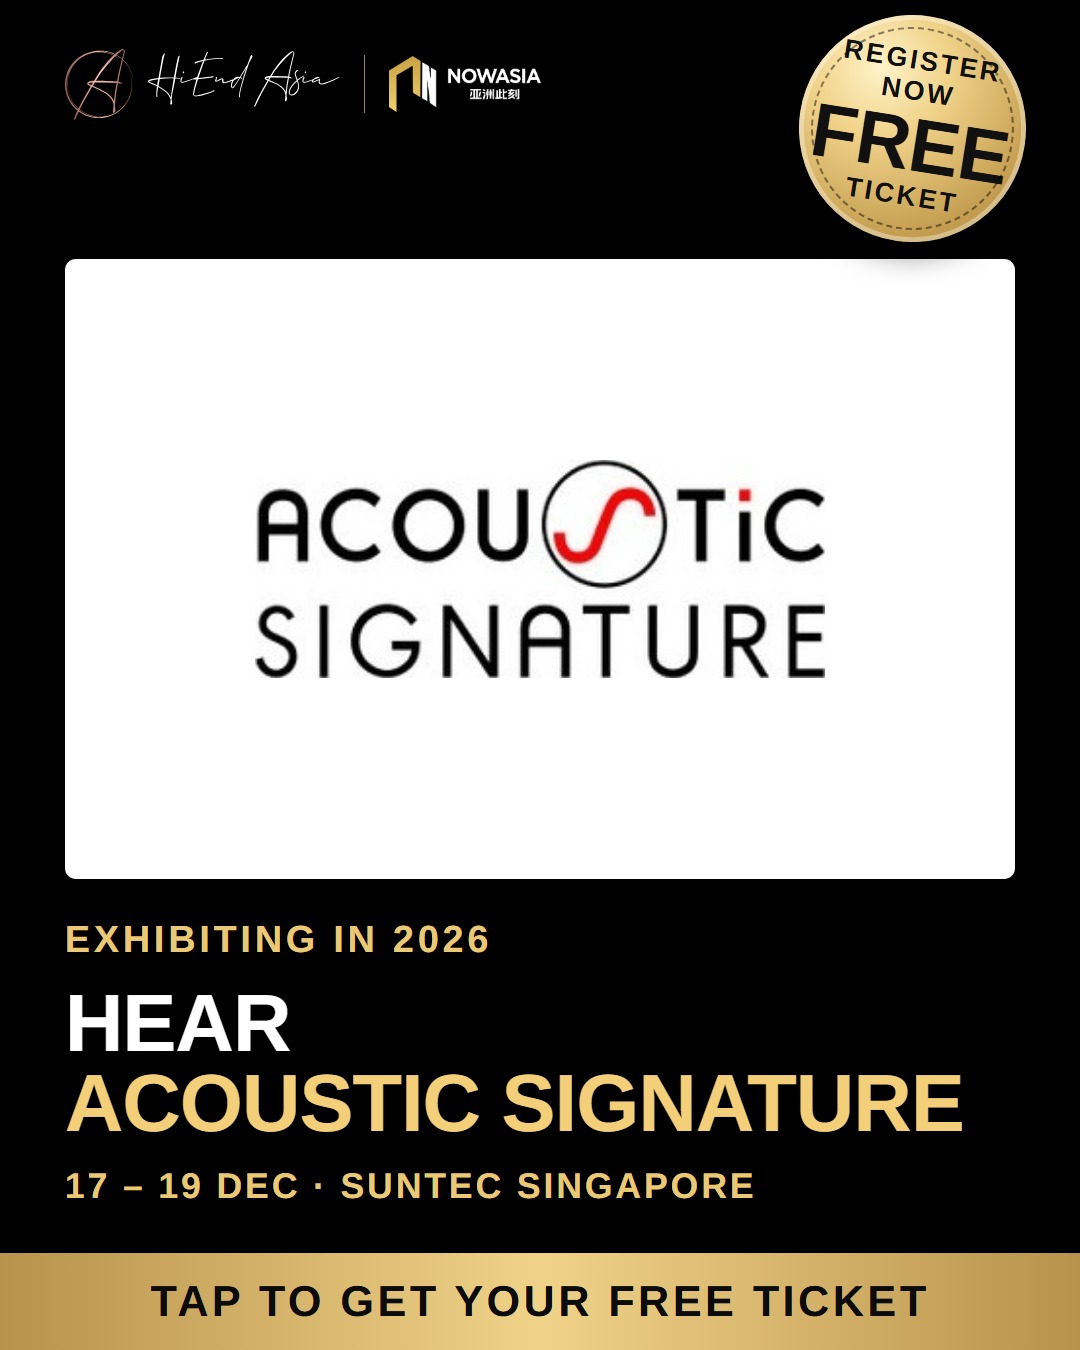 HiEnd Asia
NOWASIA
亚洲此刻
REGISTER
NOW
FREE
TICKET
ACOUSTiC
SIGNATURE
EXHIBITING IN 2026
HEAR
ACOUSTIC SIGNATURE
17 – 19 DEC · SUNTEC SINGAPORE
TAP TO GET YOUR FREE TICKET